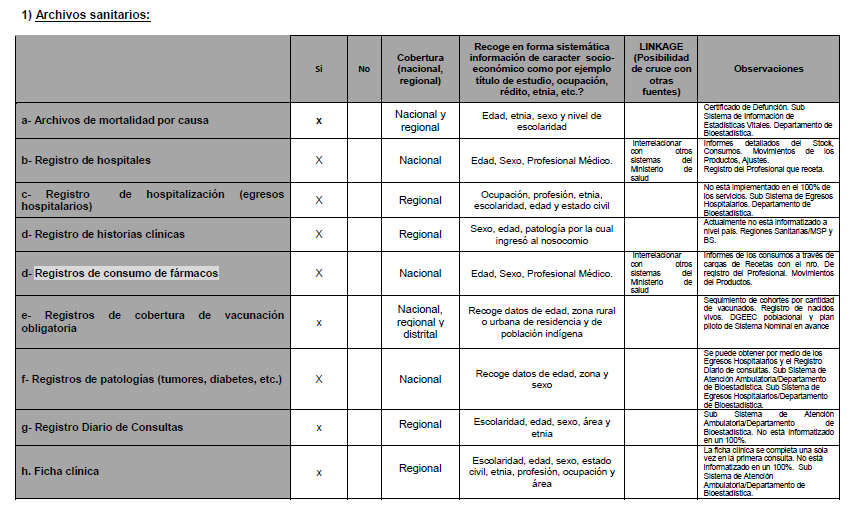 1) Archivos sanitarios:
Si
No
Cobertura
(nacional,
regional)
Recoge en forma sistemática
información de caracter socio-
económico como por ejemplo
título de estudio, ocupación,
rédito, etnia, etc.?
LINKAGE
(Posibilidad
de cruce con
otras
fuentes)
Observaciones
a- Archivos de mortalidad por causa
x
Nacional y
regional
Edad, etnia, sexo y nivel de
escolaridad
Certificado de Defunción. Sub
Sistema de Información de
Estadísticas Vitales. Departamento de
Bioestadística.
b- Registro de hospitales
X
Nacional
Edad, Sexo, Profesional Médico.
Interrelacionar
con otros
sistemas del
Ministerio de
salud
Informes detallados del Stock,
Consumos. Movimientos de los
Productos, Ajustes.
Registro del Profesional que receta.
c- Registro de hospitalización (egresos
hospitalarios)
X
Regional
Ocupación, profesión, etnia,
escolaridad, edad y estado civil
No está implementado en el 100% de
los servicios. Sub Sistema de Egresos
Hospitalarios. Departamento de
Bioestadística.
d- Registro de historias clínicas
X
Regional
Sexo, edad, patología por la cual
ingresó al nosocomio
Actualmente no está informatizado a
nivel país. Regiones Sanitarias/MSP y
BS.
d- Registros de consumo de fármacos
X
Nacional
Edad, Sexo, Profesional Médico.
Interrelacionar
con otros
sistemas del
Ministerio de
salud
Informes de los consumos a través de
cargas de Recetas con el nro. De
registro del Profesional. Movimientos
del Productos.
e- Registros de cobertura de vacunación
obligatoria
x
Nacional,
regional y
distrital
Recoge datos de edad, zona rural
o urbana de residencia y de
población indígena
Seguimiento de cohortes por cantidad
de vacunados. Registro de nacidos
vivos. DGEEC poblacional y plan
piloto de Sistema Nominal en avance
f- Registros de patologías (tumores, diabetes, etc.)
X
Nacional
Recoge datos de edad, zona y
sexo
Se puede obtener por medio de los
Egresos Hospitalarios y el Registro
Diario de consultas. Sub Sistema de
Atención Ambulatoria/Departamento
de Bioestadística. Sub Sistema de
Egresos Hospitalarios/Departamento
de Bioestadística.
g- Registro Diario de Consultas
x
Regional
Escolaridad, edad, sexo, área y
etnia
Sub Sistema de Atención
Ambulatoria/Departamento de
Bioestadística. No está informatizado
en un 100%.
h. Ficha clínica
x
Regional
Escolaridad, edad, sexo, estado
civil, etnia, profesión, ocupación y
área
La ficha clínica se completa una sola
vez en la primera consulta. No está
informatizado en un 100%. Sub
Sistema de Atención
Ambulatoria/Departamento de
Bioestadística.